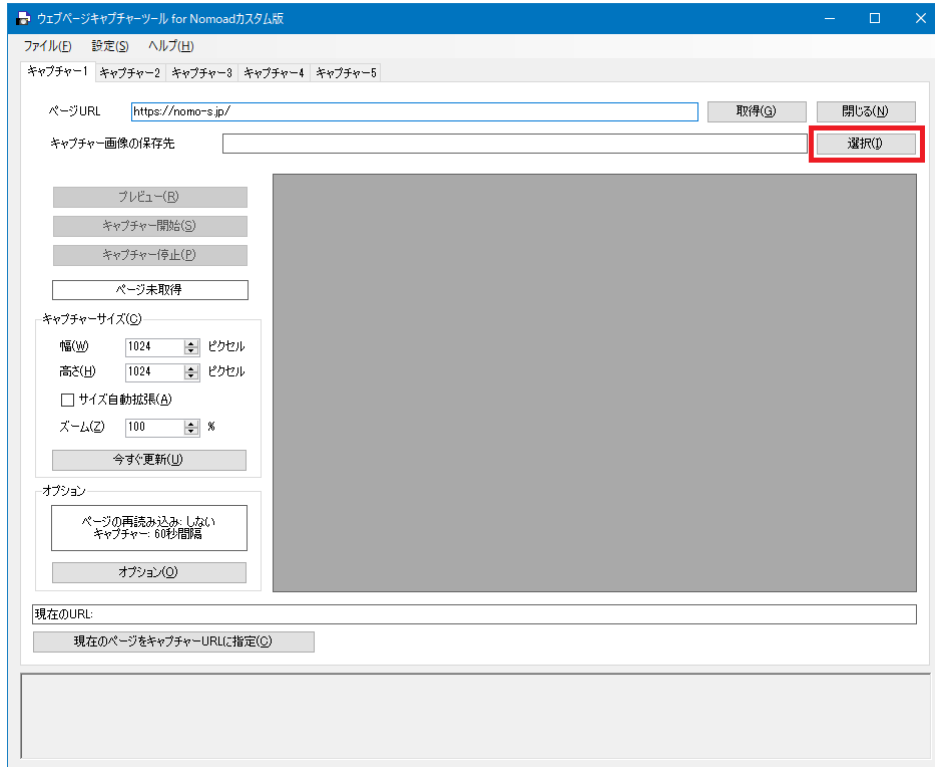 ウェブページキャプチャーツール for Nomoadカスタム版
ファイル(F) 設定(S) ヘルプ(H)
キャプチャー1 キャプチャー2 キャプチャー3 キャプチャー4 キャプチャー5
ページURL https://nomo-s.jp/ 取得(G) 閉じる(N)
キャプチャー画像の保存先 選択(I)
プレビュー(R)
キャプチャー開始(S)
キャプチャー停止(P)
ページ未取得
キャプチャーサイズ(C)
幅(W) 1024 ピクセル
高さ(H) 1024 ピクセル
サイズ自動拡張(A)
ズーム(Z) 100 %
今すぐ更新(U)
オプション
ページの再読み込み: しない
キャプチャー: 60秒間隔
オプション(O)
現在のURL:
現在のページをキャプチャーURLに指定(C)